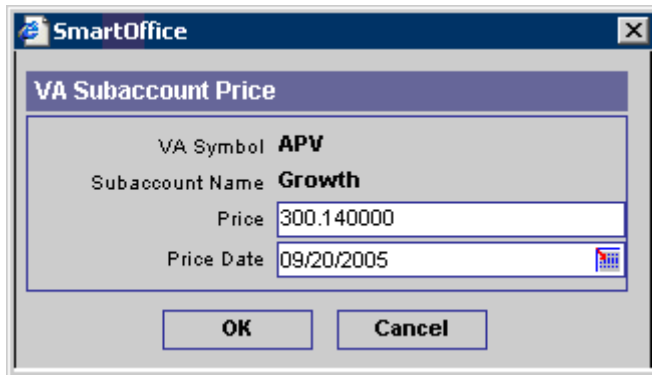 SmartOffice
VA Subaccount Price
VA Symbol APV
Subaccount Name Growth
Price 300.140000
Price Date 09/20/2005
OK Cancel